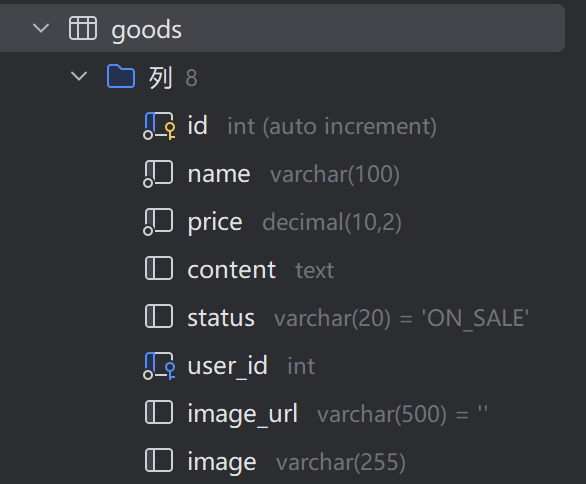 goods
列 8
id int (auto increment)
name varchar(100)
price decimal(10,2)
content text
status varchar(20) = 'ON_SALE'
user_id int
image_url varchar(500) = ''
image varchar(255)